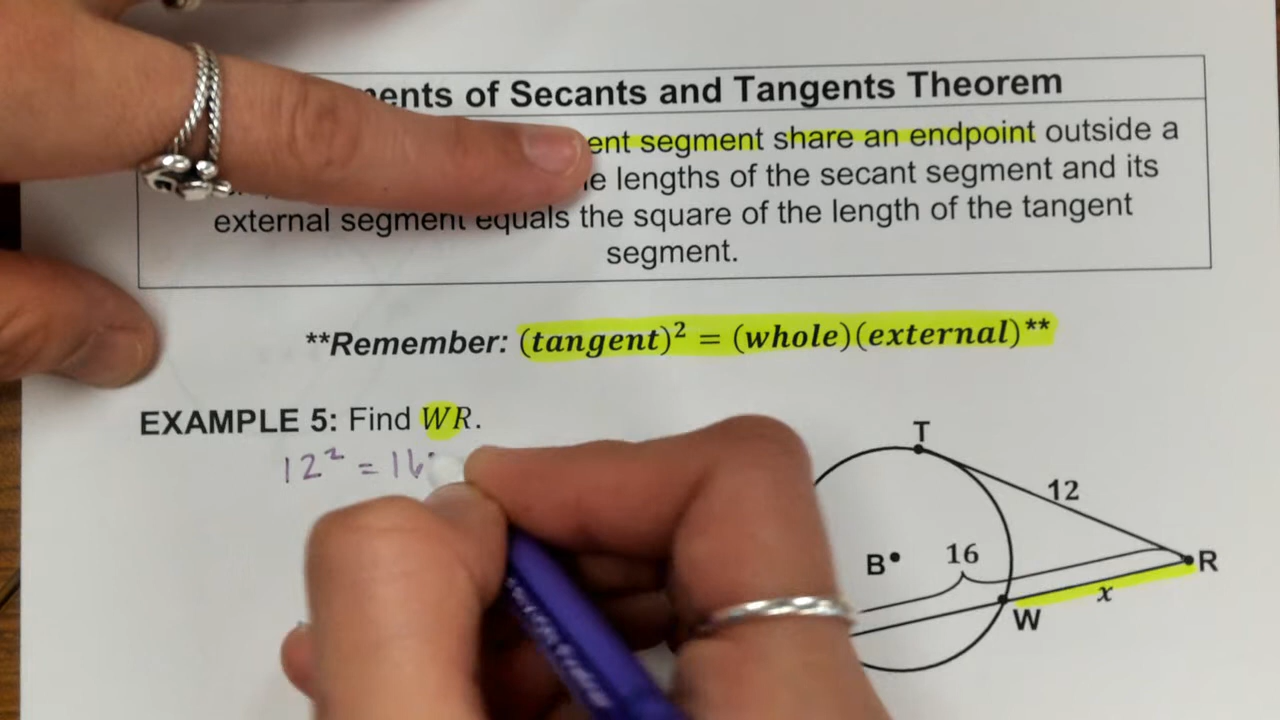 of Secants and Tangents Theorem
segment share an endpoint outside a
lengths of the secant segment and its
external segment equals the square of the length of the tangent
segment.
**Remember: (tangent)² = (whole)(external)**
EXAMPLE 5: Find WR.
12² = 16
T
12
B
16
R
x
W